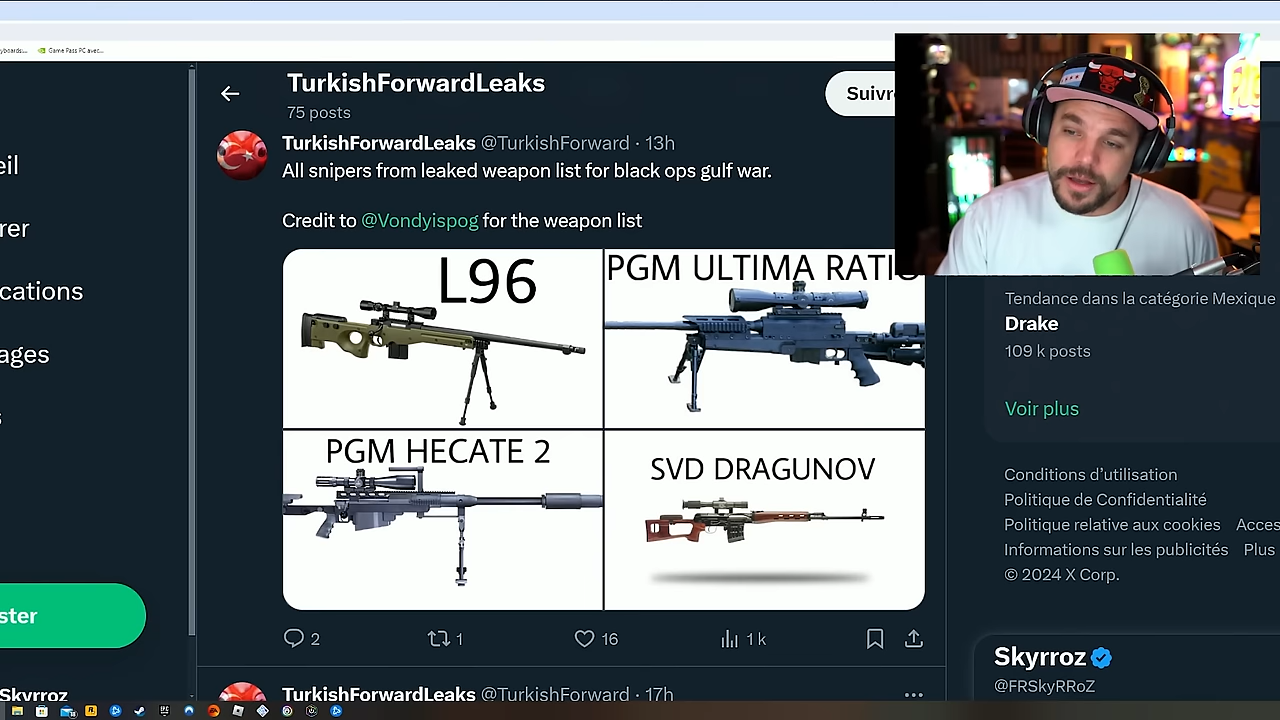 Game Pass PC avec...
TurkishForwardLeaks
75 posts
TurkishForwardLeaks @TurkishForward · 13h
All snipers from leaked weapon list for black ops gulf war.
Credit to @Vondyispog for the weapon list
L96
PGM ULTIMA RATIO
PGM HECATE 2
SVD DRAGUNOV
2
1
16
1 k
TurkishForwardLeaks @TurkishForward · 17h
eil
rer
cations
ages
s
ster
Skyrroz
Suivre
Tendance dans la catégorie Mexique
Drake
109 k posts
Voir plus
Conditions d’utilisation
Politique de Confidentialité
Politique relative aux cookies Acces
Informations sur les publicités Plus
© 2024 X Corp.
Skyrroz
@FRSkyRRoZ